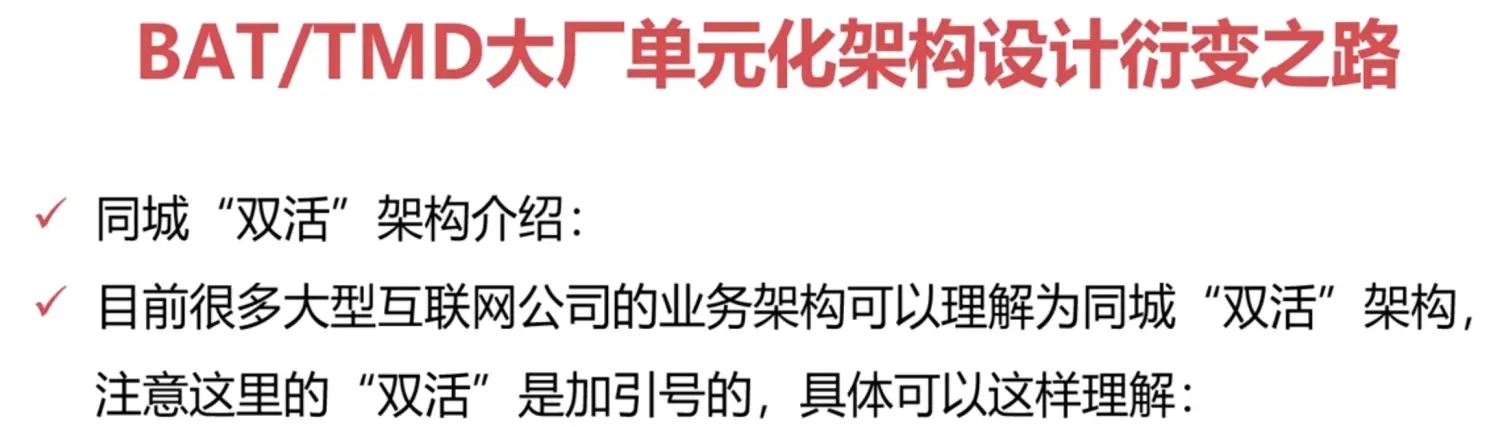 BAT/TMD大厂单元化架构设计衍变之路
✓ 同城“双活”架构介绍：
✓ 目前很多大型互联网公司的业务架构可以理解为同城“双活”架构，
注意这里的“双活”是加引号的，具体可以这样理解：